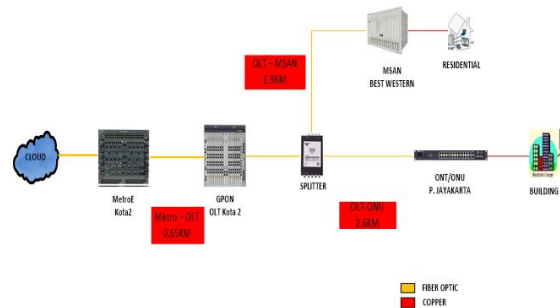 OLT – MSAN
1.9KM
MSAN
BEST WESTERN
RESIDENTIAL
CLOUD
MetroE
Kota2
Metro – OLT
0.65KM
GPON
OLT Kota 2
SPLITTER
OLT-ONU
2.6KM
ONT/ONU
P. JAYAKARTA
BUILDING
FIBER OPTIC
COPPER